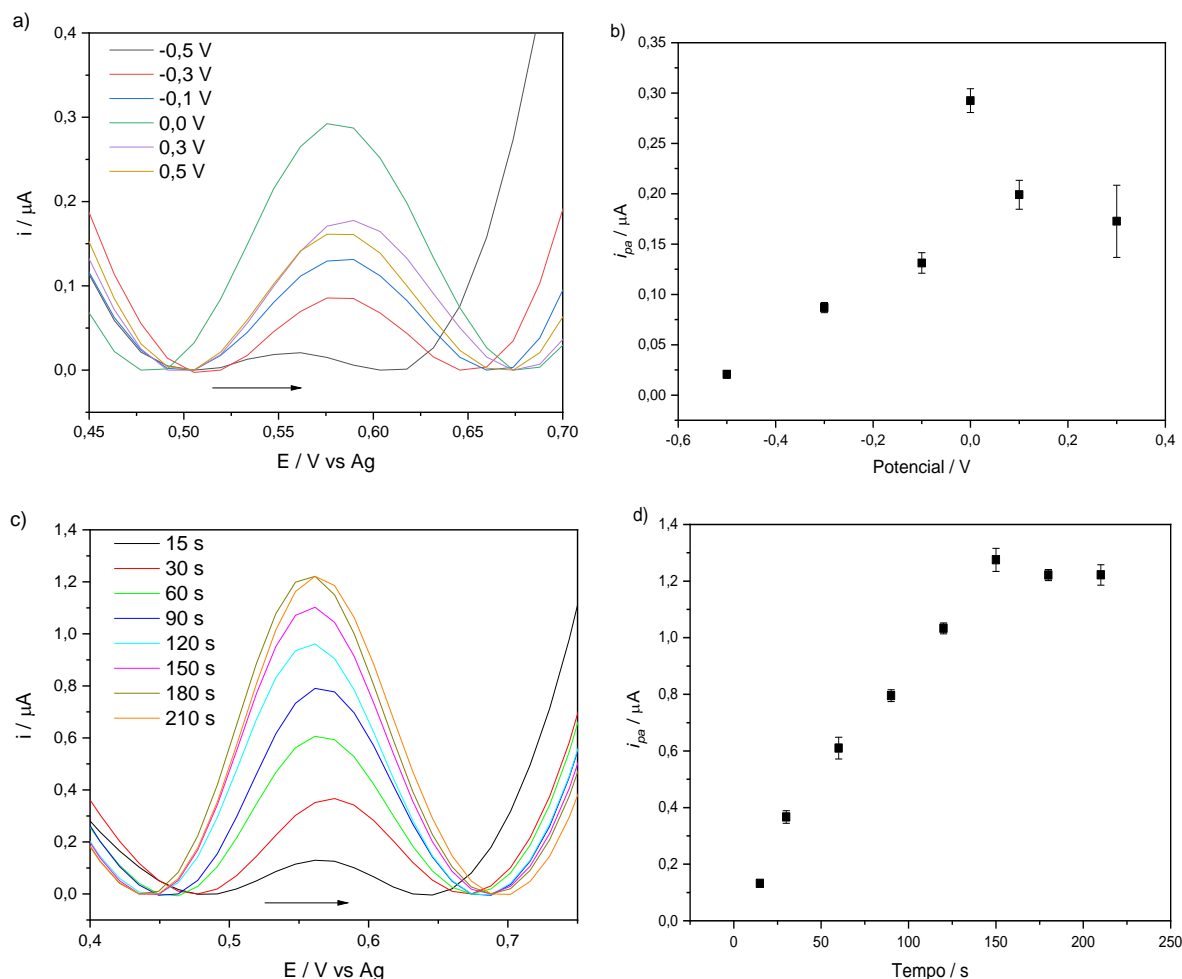 a)
0,4
0,3
0,2
0,1
0,0
i / μA
-0,5 V
-0,3 V
-0,1 V
0,0 V
0,3 V
0,5 V
0,45 0,50 0,55 0,60 0,65 0,70
E / V vs Ag
b)
0,35
0,30
0,25
0,20
0,15
0,10
0,05
0,00
i_pa / μA
-0,6 -0,4 -0,2 0,0 0,2 0,4
Potencial / V
c)
1,4
1,2
1,0
0,8
0,6
0,4
0,2
0,0
i / μA
15 s
30 s
60 s
90 s
120 s
150 s
180 s
210 s
0,4 0,5 0,6 0,7
E / V vs Ag
d)
1,4
1,2
1,0
0,8
0,6
0,4
0,2
0,0
i_pa / μA
0 50 100 150 200 250
Tempo / s